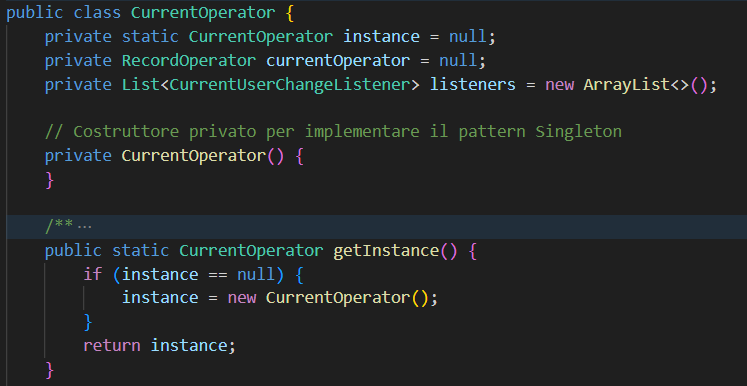 public class CurrentOperator {
    private static CurrentOperator instance = null;
    private RecordOperator currentOperator = null;
    private List<CurrentUserChangeListener> listeners = new ArrayList<>();

    // Costruttore privato per implementare il pattern Singleton
    private CurrentOperator() {
    }

    /**…
    public static CurrentOperator getInstance() {
        if (instance == null) {
            instance = new CurrentOperator();
        }
        return instance;
    }